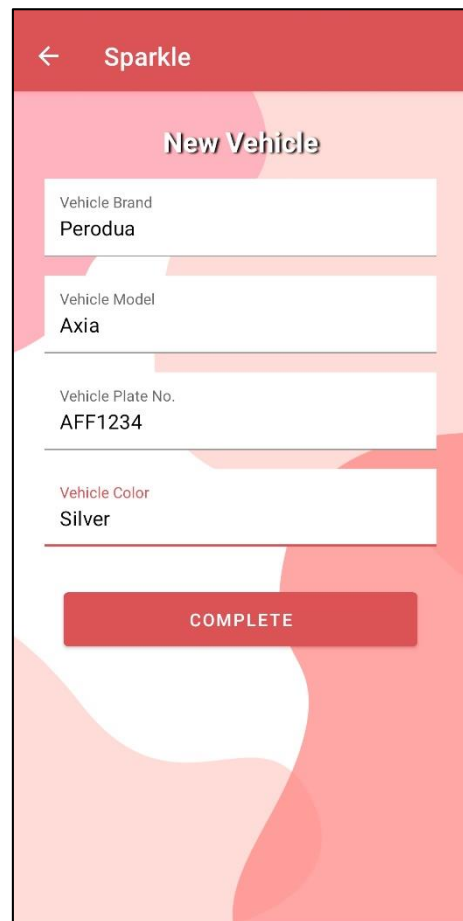 Sparkle
New Vehicle
Vehicle Brand
Perodua
Vehicle Model
Axia
Vehicle Plate No.
AFF1234
Vehicle Color
Silver
COMPLETE